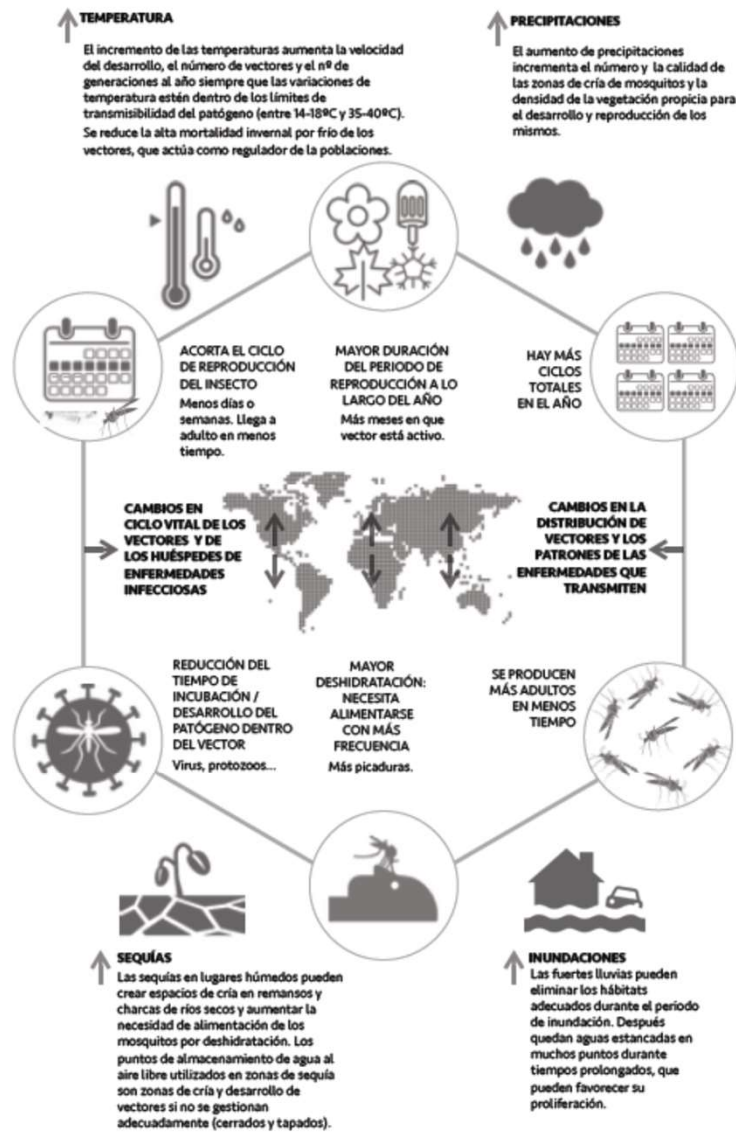 TEMPERATURA
El incremento de las temperaturas aumenta la velocidad
del desarrollo, el número de vectores y el nº de
generaciones al año siempre que las variaciones de
temperatura estén dentro de los límites de
transmisibilidad del patógeno (entre 14-18ºC y 35-40ºC).
Se reduce la alta mortalidad invernal por frío de los
vectores, que actúa como regulador de la poblaciones.
PRECIPITACIONES
El aumento de precipitaciones
incrementa el número y la calidad de
las zonas de cría de mosquitos y la
densidad de la vegetación propicia para
el desarrollo y reproducción de los
mismos.
ACORTA EL CICLO
DE REPRODUCCIÓN
DEL INSECTO
Menos días o
semanas. Llega a
adulto en menos
tiempo.
MAYOR DURACIÓN
DEL PERIODO DE
REPRODUCCIÓN A LO
LARGO DEL AÑO
Más meses en que
vector está activo.
HAY MÁS
CICLOS
TOTALES
EN EL AÑO
CAMBIOS EN
CICLO VITAL DE LOS
VECTORES Y DE
LOS HUÉSPEDES DE
ENFERMEDADES
INFECCIOSAS
CAMBIOS EN LA
DISTRIBUCIÓN DE
VECTORES Y LOS
PATRONES DE LAS
ENFERMEDADES QUE
TRANSMITEN
REDUCCIÓN DEL
TIEMPO DE
INCUBACIÓN /
DESARROLLO DEL
PATÓGENO DENTRO
DEL VECTOR
Virus, protozoos...
MAYOR
DESHIDRATACIÓN:
NECESITA
ALIMENTARSE
CON MÁS
FRECUENCIA
Más picaduras.
SE PRODUCEN
MÁS ADULTOS
EN MENOS
TIEMPO
SEQUÍAS
Las sequías en lugares húmedos pueden
crear espacios de cría en remansos y
charcas de ríos secos y aumentar la
necesidad de alimentación de los
mosquitos por deshidratación. Los
puntos de almacenamiento de agua al
aire libre utilizados en zonas de sequía
son zonas de cría y desarrollo de
vectores si no se gestionan
adecuadamente (cerrados y tapados).
INUNDACIONES
Las fuertes lluvias pueden
eliminar los hábitats
adecuados durante el periodo
de inundación. Después
quedan aguas estancadas en
muchos puntos durante
tiempos prolongados, que
pueden favorecer su
proliferación.